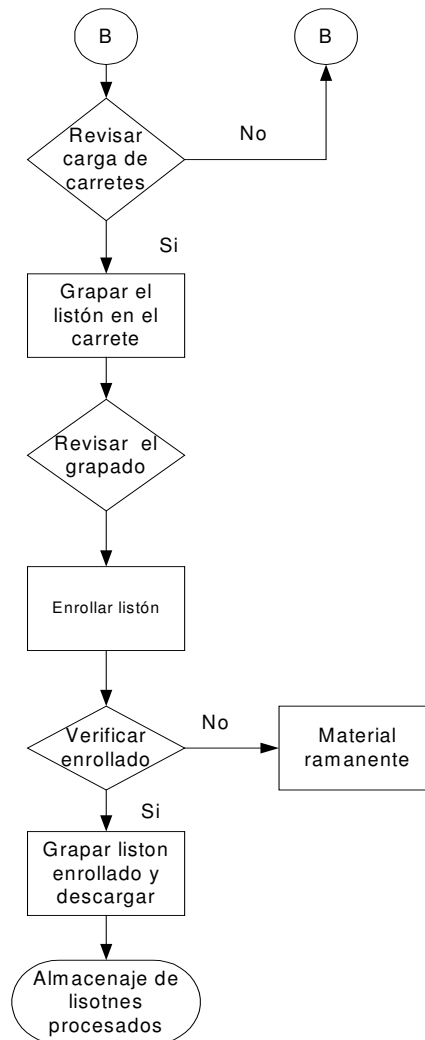 B
B
Revisar
carga de
carretes
No
Si
Grapar el
listón en el
carrete
Revisar el
grapado
Enrollar listón
Verificar
enrollado
No
Material
ramanente
Si
Grapar liston
enrollado y
descargar
Almacenaje de
lisotnes
procesados